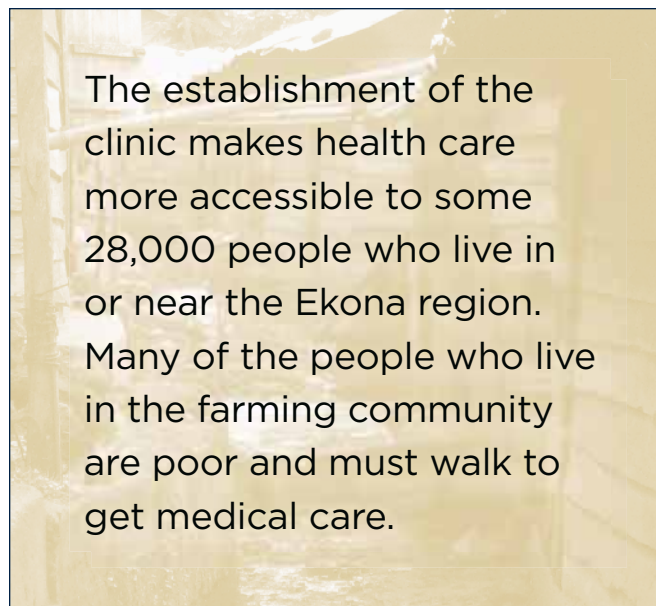 The establishment of the
clinic makes health care
more accessible to some
28,000 people who live in
or near the Ekona region.
Many of the people who live
in the farming community
are poor and must walk to
get medical care.